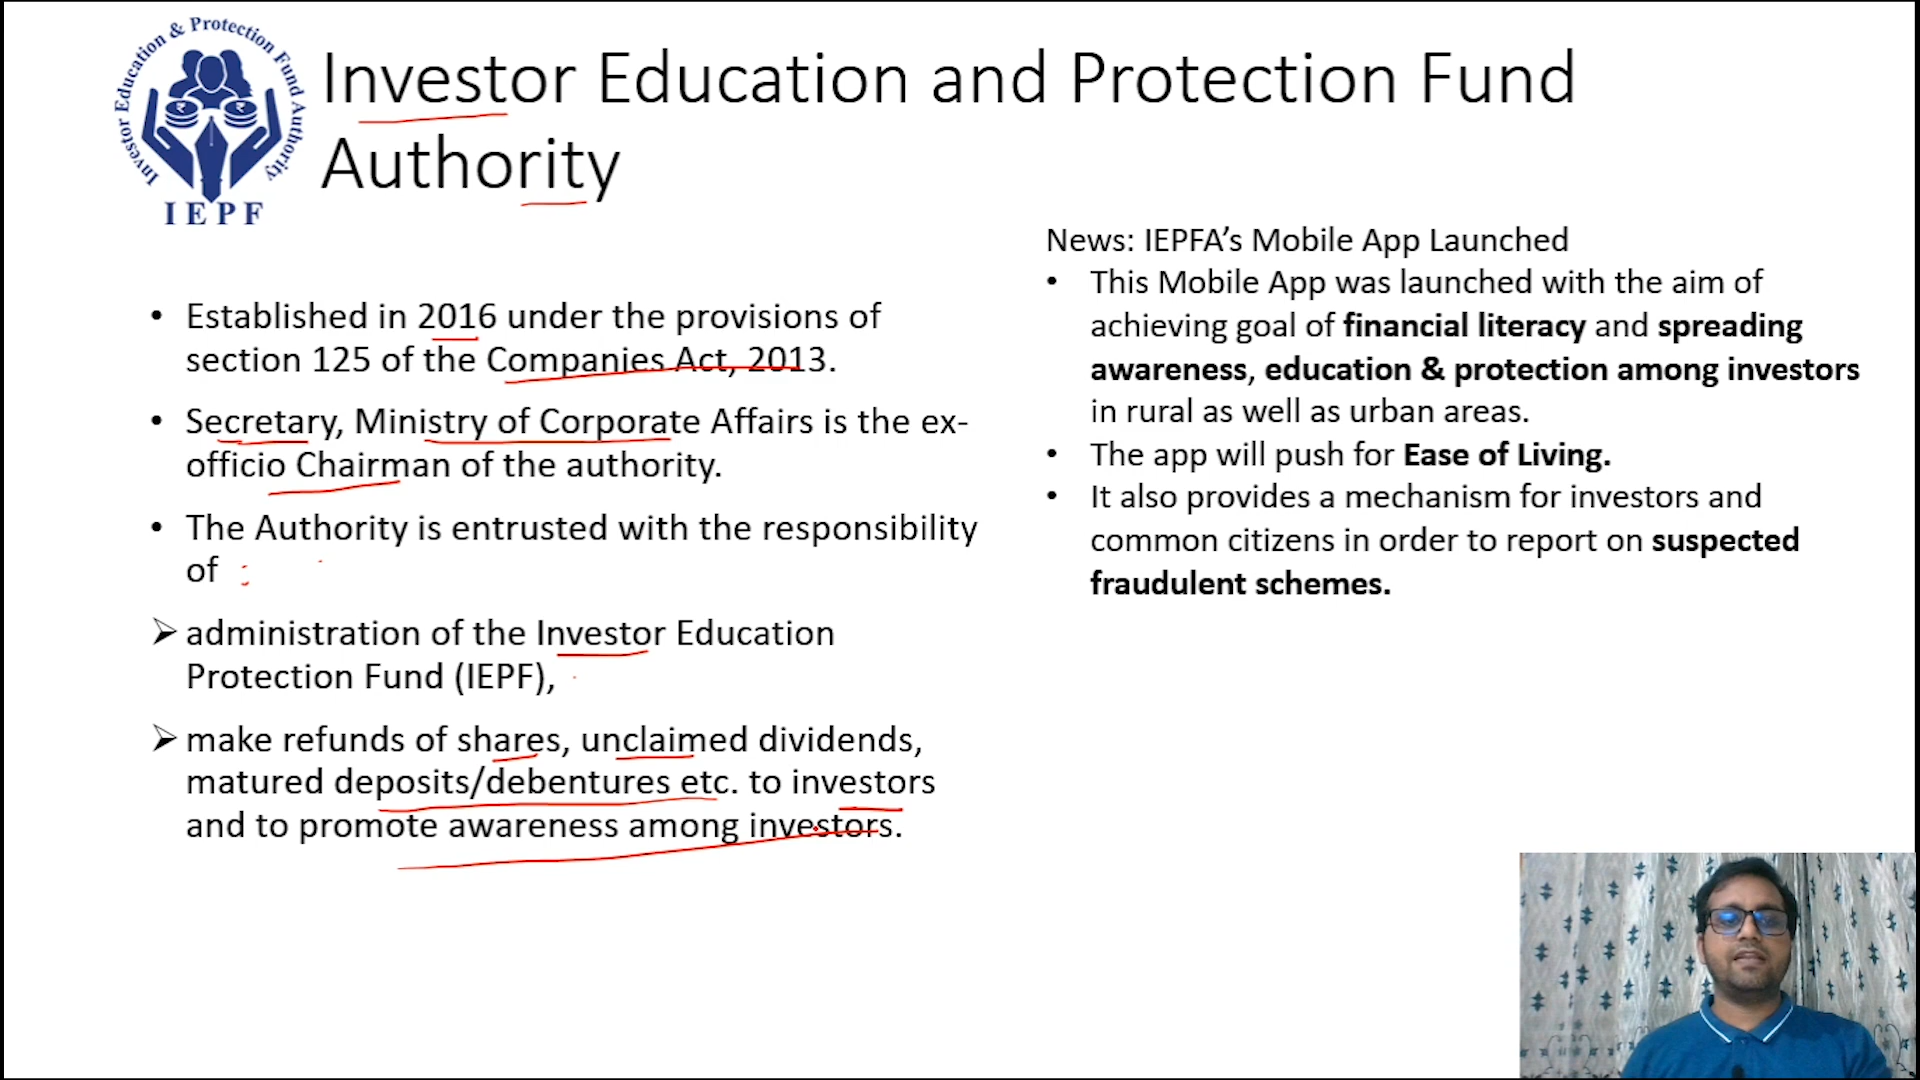 Investor Education & Protection Fund Authority
IEPF
Investor Education and Protection Fund
Authority
• Established in 2016 under the provisions of
section 125 of the Companies Act, 2013.
• Secretary, Ministry of Corporate Affairs is the ex-
officio Chairman of the authority.
• The Authority is entrusted with the responsibility
of :
➢ administration of the Investor Education
Protection Fund (IEPF),
➢ make refunds of shares, unclaimed dividends,
matured deposits/debentures etc. to investors
and to promote awareness among investors.
News: IEPFA’s Mobile App Launched
• This Mobile App was launched with the aim of
achieving goal of financial literacy and spreading
awareness, education & protection among investors
in rural as well as urban areas.
• The app will push for Ease of Living.
• It also provides a mechanism for investors and
common citizens in order to report on suspected
fraudulent schemes.